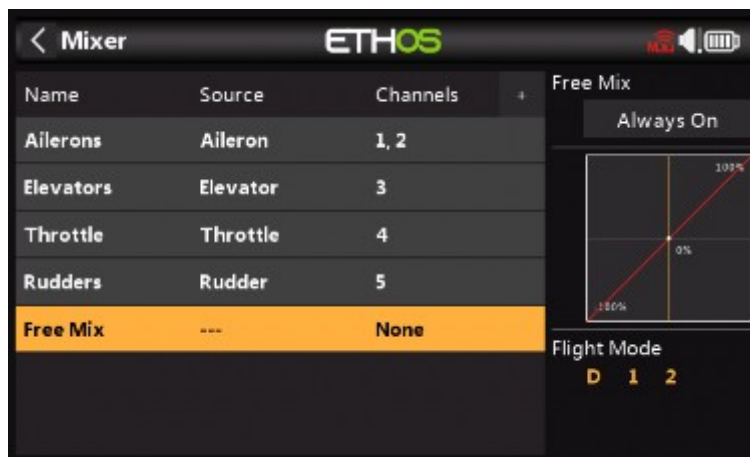 Mixer
ETHOS
Name Source Channels +
Ailerons Aileron 1, 2
Elevators Elevator 3
Throttle Throttle 4
Rudders Rudder 5
Free Mix --- None
Free Mix
Always On
100%
0%
-100%
Flight Mode
D 1 2